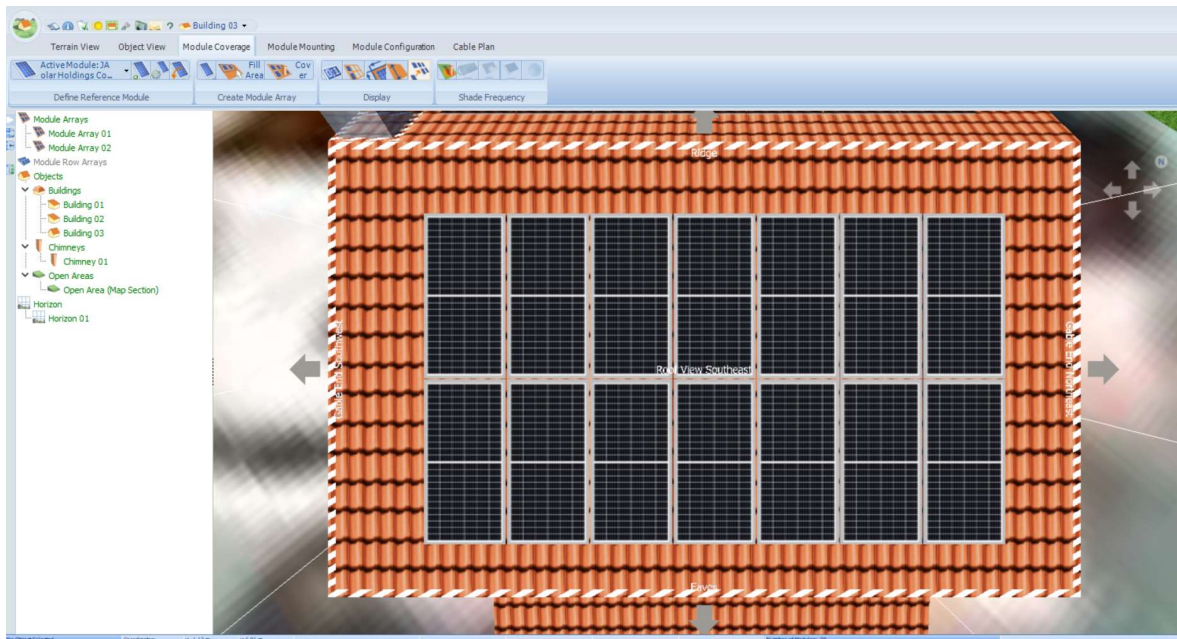 ? Building 03
Terrain View Object View Module Coverage Module Mounting Module Configuration Cable Plan
Active Module: JA Fill Cov
olar Holdings Co... Area er
Define Reference Module Create Module Array Display Shade Frequency
Module Arrays
Module Array 01
Module Array 02
Module Row Arrays
Objects
Buildings
Building 01
Building 02
Building 03
Chimneys
Chimney 01
Open Areas
Open Area (Map Section)
Horizon
Horizon 01
Ridge
N
Gable End Southwest
Roof View Southeast
Gable End Northeast
Eaves